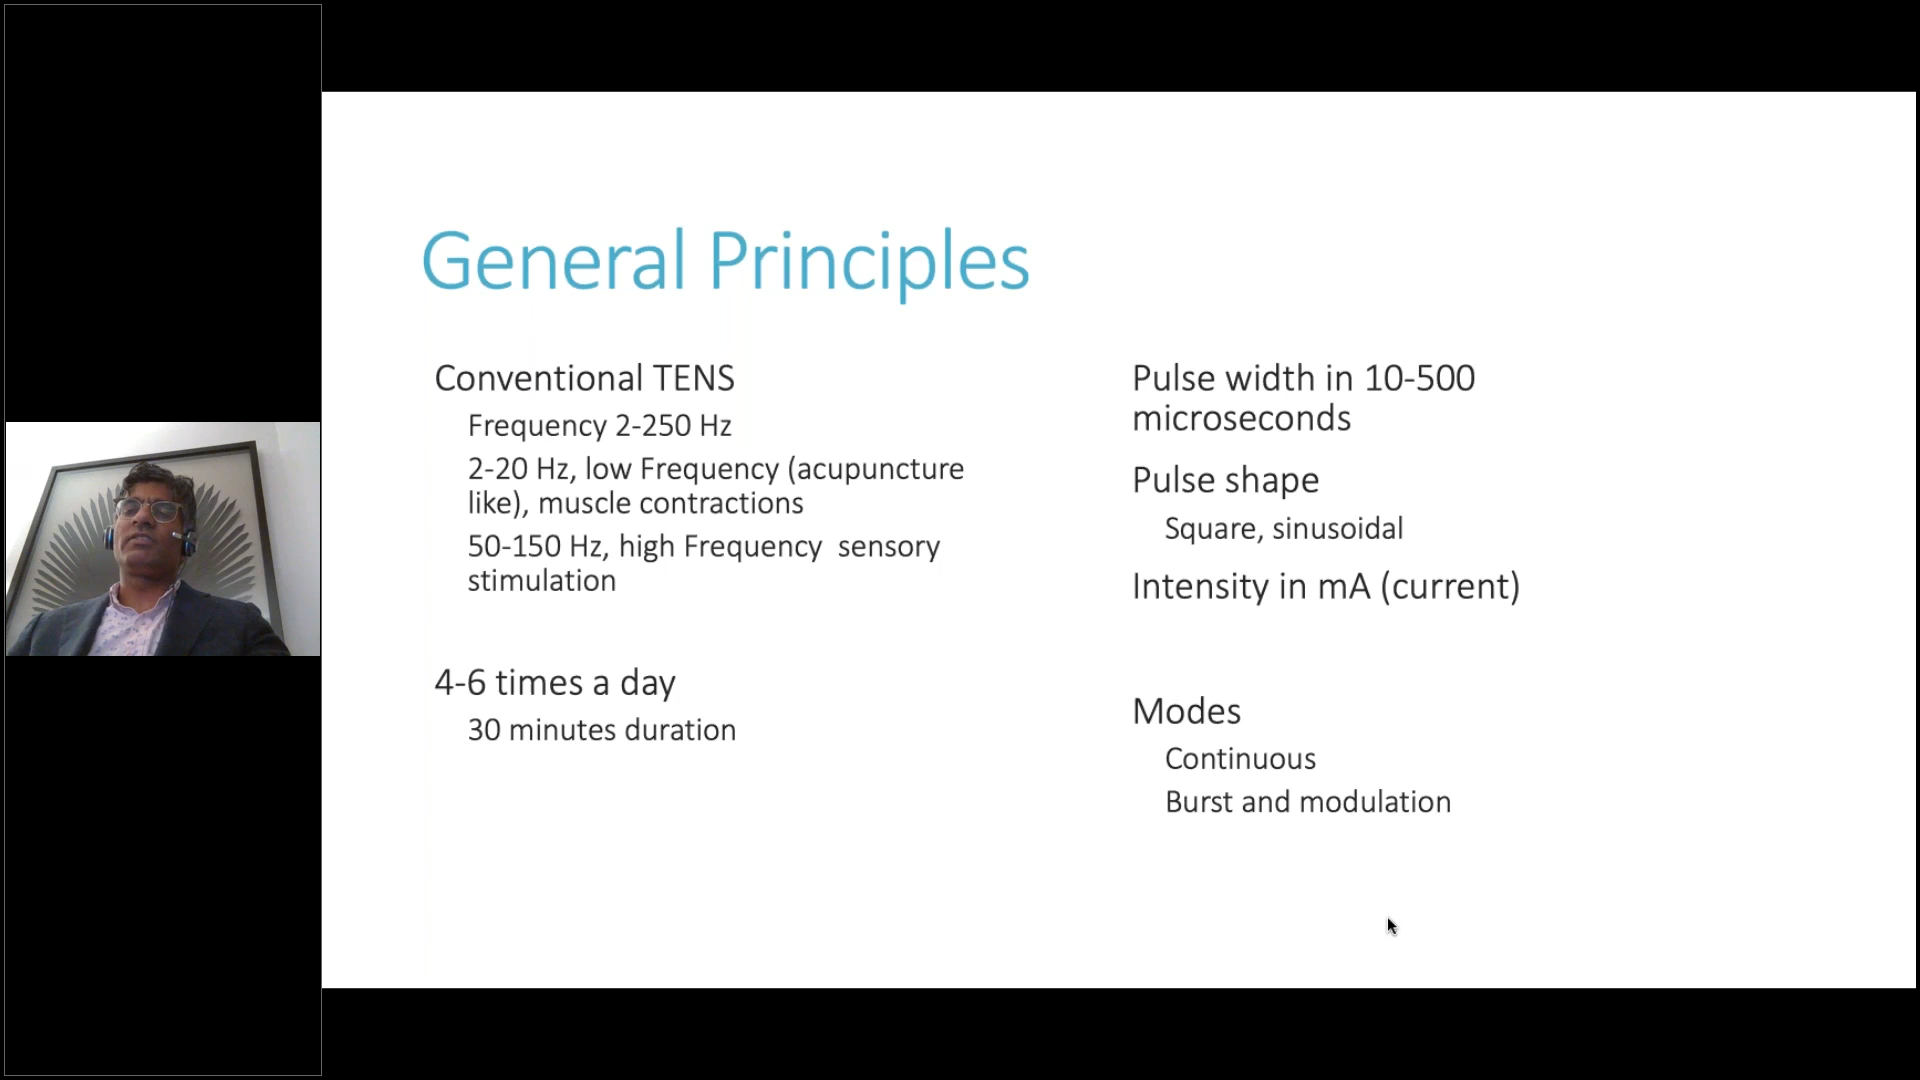 General Principles
Conventional TENS
Frequency 2-250 Hz
2-20 Hz, low Frequency (acupuncture
like), muscle contractions
50-150 Hz, high Frequency  sensory
stimulation
4-6 times a day
30 minutes duration
Pulse width in 10-500
microseconds
Pulse shape
Square, sinusoidal
Intensity in mA (current)
Modes
Continuous
Burst and modulation